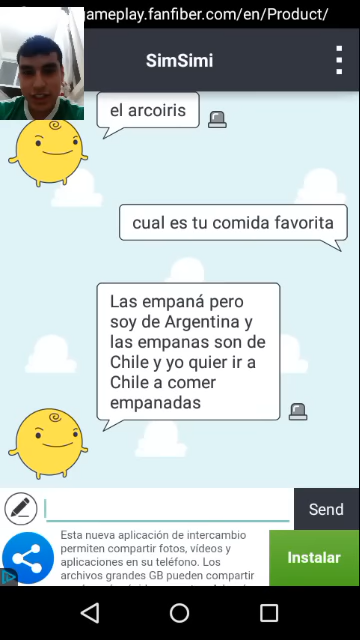 gameplay.fanfiber.com/en/Product/
SimSimi
el arcoiris
cual es tu comida favorita
Las empaná pero
soy de Argentina y
las empanas son de
Chile y yo quier ir a
Chile a comer
empanadas
Send
Esta nueva aplicación de intercambio
permiten compartir fotos, vídeos y
aplicaciones en su teléfono. Los
archivos grandes GB pueden compartir
Instalar